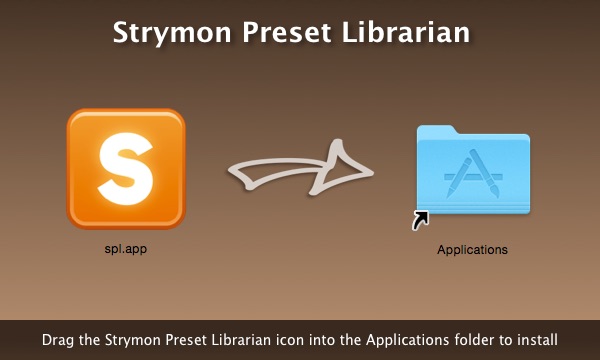 Strymon Preset Librarian
S
spl.app
Applications
Drag the Strymon Preset Librarian icon into the Applications folder to install